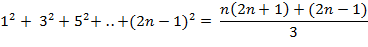 1² + 3² + 5²+ . . +(2n − 1)² = n(2n + 1) + (2n − 1) / 3